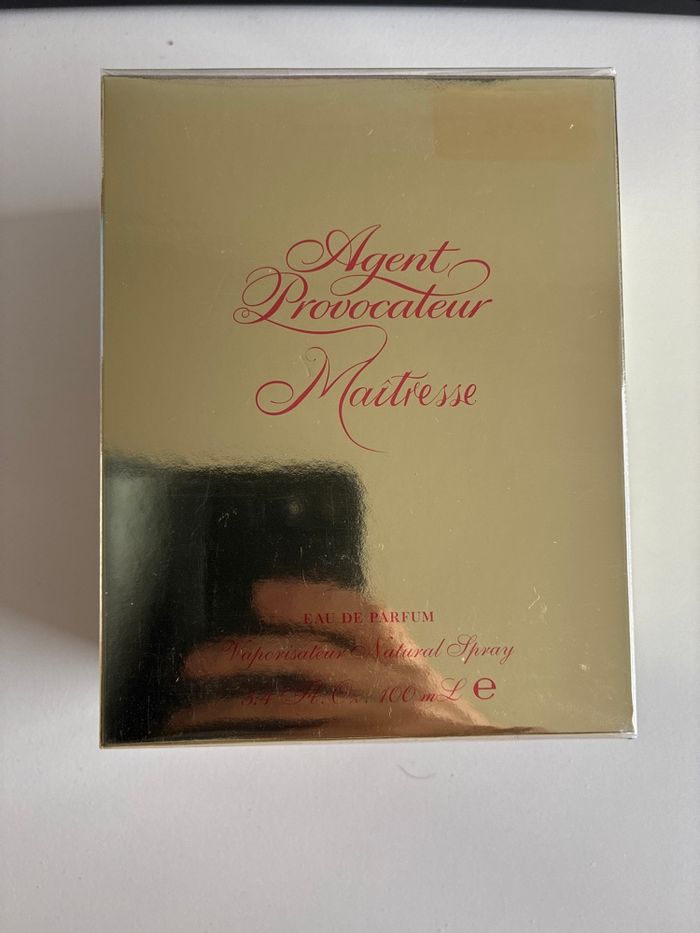 Agent
Provocateur
Maîtresse
EAU DE PARFUM
Vaporisateur Natural Spray
3,4 Fl. Oz. 100 mL e